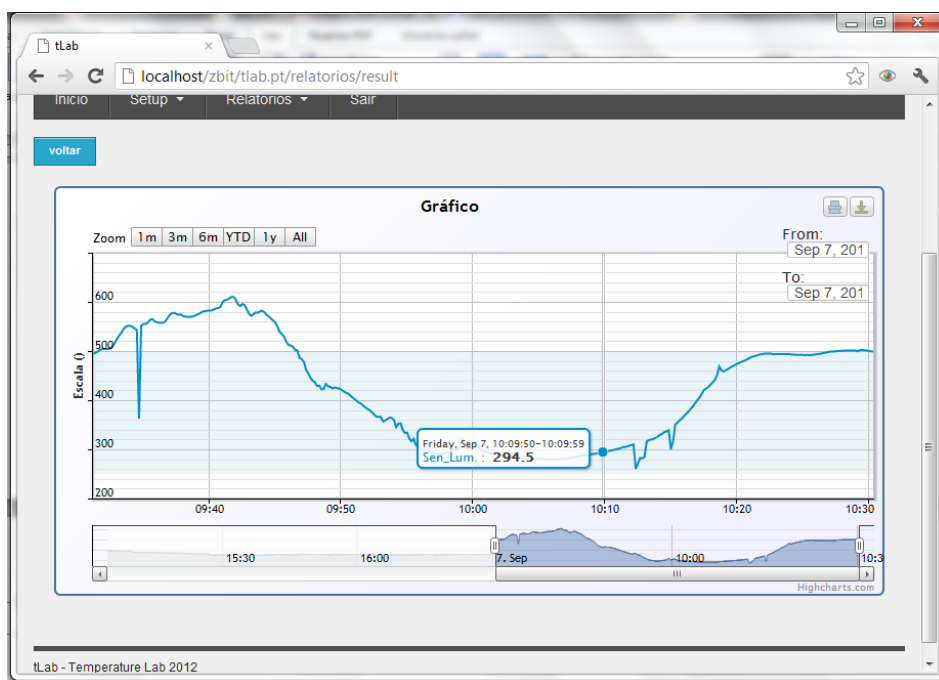 tLab
localhost/zbit/tlab.pt/relatorios/result
Inicio Setup Relatorios Sair
voltar
Gráfico
Zoom 1m 3m 6m YTD 1y All
From:
Sep 7, 201
To:
Sep 7, 201
600
500
400
300
200
Escala ()
Friday, Sep 7, 10:09:50-10:09:59
Sen_Lum. : 294.5
09:40 09:50 10:00 10:10 10:20 10:30
15:30 16:00 7. Sep 10:00 10:3
Highcharts.com
tLab - Temperature Lab 2012